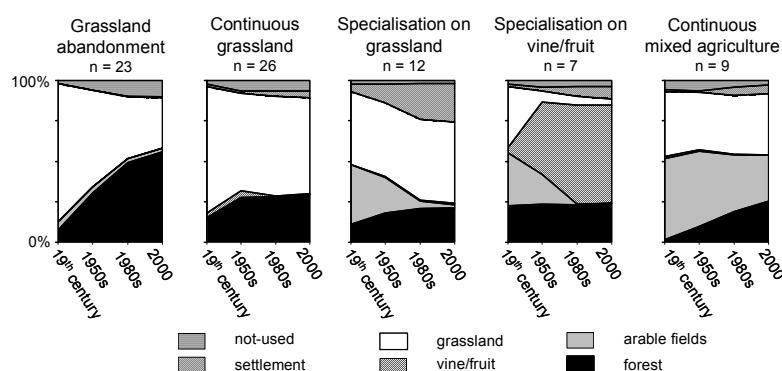 Grassland
abandonment
n = 23
Continuous
grassland
n = 26
Specialisation on
grassland
n = 12
Specialisation on
vine/fruit
n = 7
Continuous
mixed agriculture
n = 9
100%
0%
19th century
1950s
1980s
2000
19th century
1950s
1980s
2000
19th century
1950s
1980s
2000
19th century
1950s
1980s
2000
19th century
1950s
1980s
2000
not-used
grassland
arable fields
settlement
vine/fruit
forest